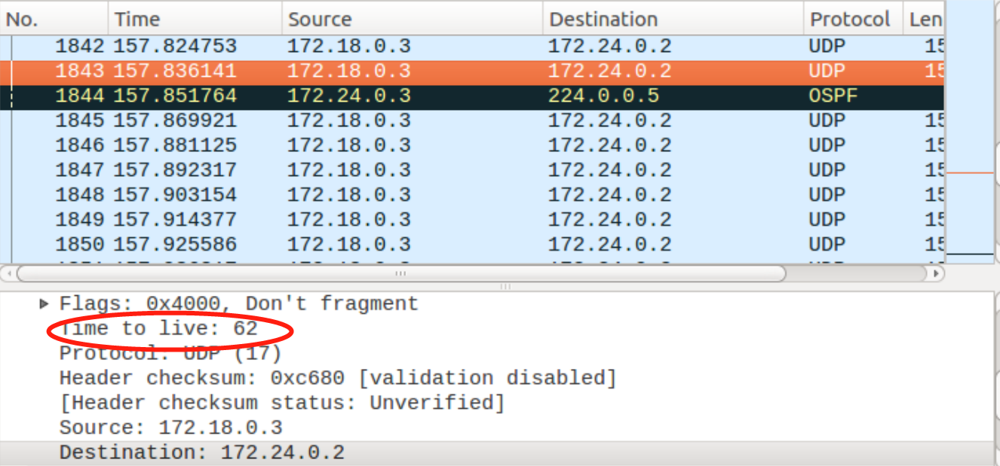 No. Time Source Destination Protocol Len
1842 157.824753 172.18.0.3 172.24.0.2 UDP 15
1843 157.836141 172.18.0.3 172.24.0.2 UDP 15
1844 157.851764 172.24.0.3 224.0.0.5 OSPF
1845 157.869921 172.18.0.3 172.24.0.2 UDP 15
1846 157.881125 172.18.0.3 172.24.0.2 UDP 15
1847 157.892317 172.18.0.3 172.24.0.2 UDP 15
1848 157.903154 172.18.0.3 172.24.0.2 UDP 15
1849 157.914377 172.18.0.3 172.24.0.2 UDP 15
1850 157.925586 172.18.0.3 172.24.0.2 UDP 15
Flags: 0x4000, Don't fragment
Time to live: 62
Protocol: UDP (17)
Header checksum: 0xc680 [validation disabled]
[Header checksum status: Unverified]
Source: 172.18.0.3
Destination: 172.24.0.2